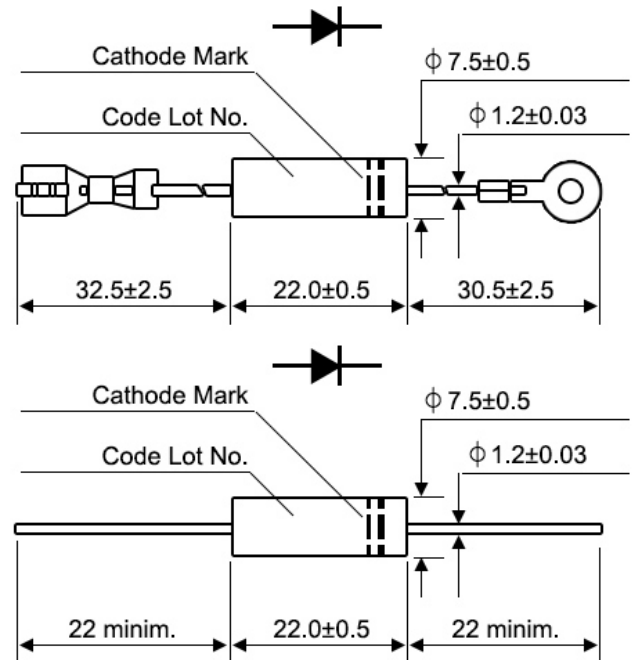 Cathode Mark
ϕ 7.5±0.5
Code Lot No.
ϕ 1.2±0.03
32.5±2.5
22.0±0.5
30.5±2.5
Cathode Mark
ϕ 7.5±0.5
Code Lot No.
ϕ 1.2±0.03
22 minim.
22.0±0.5
22 minim.